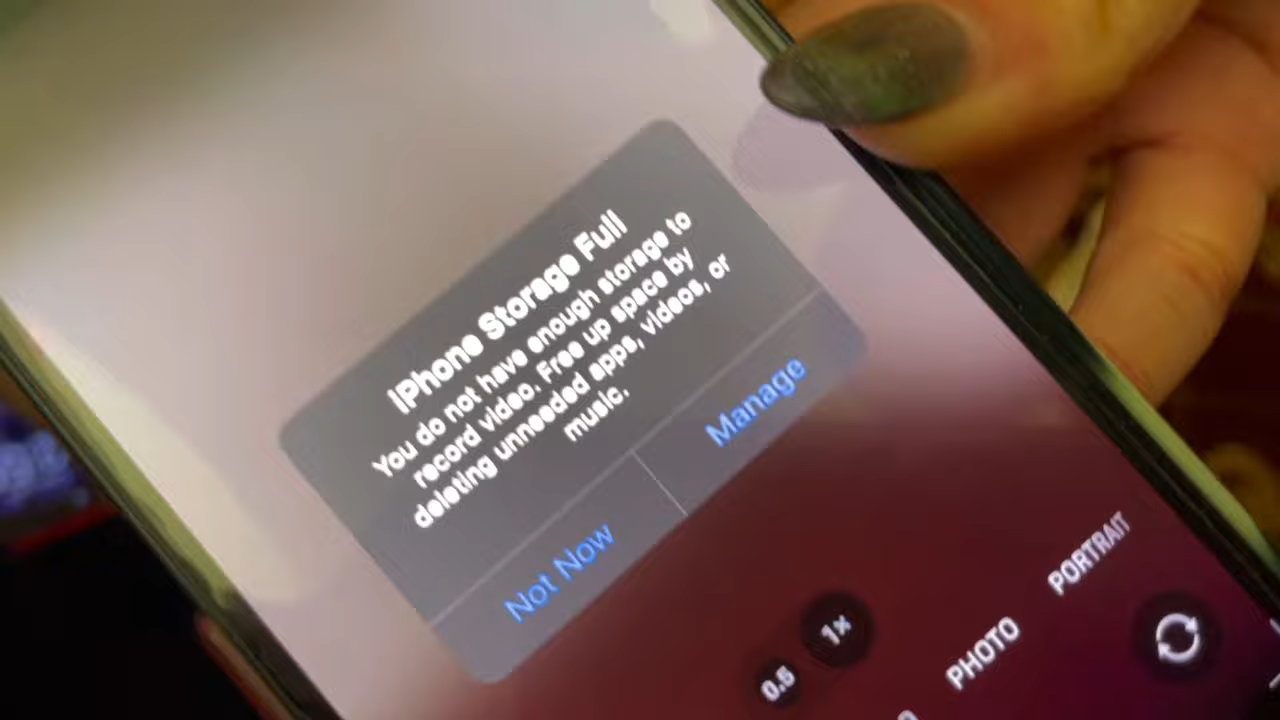 iPhone Storage Full
You do not have enough storage to
record video. Free up space by
deleting unneeded apps, videos, or
music.
Not Now
Manage
0.5
1×
PHOTO
PORTRAIT